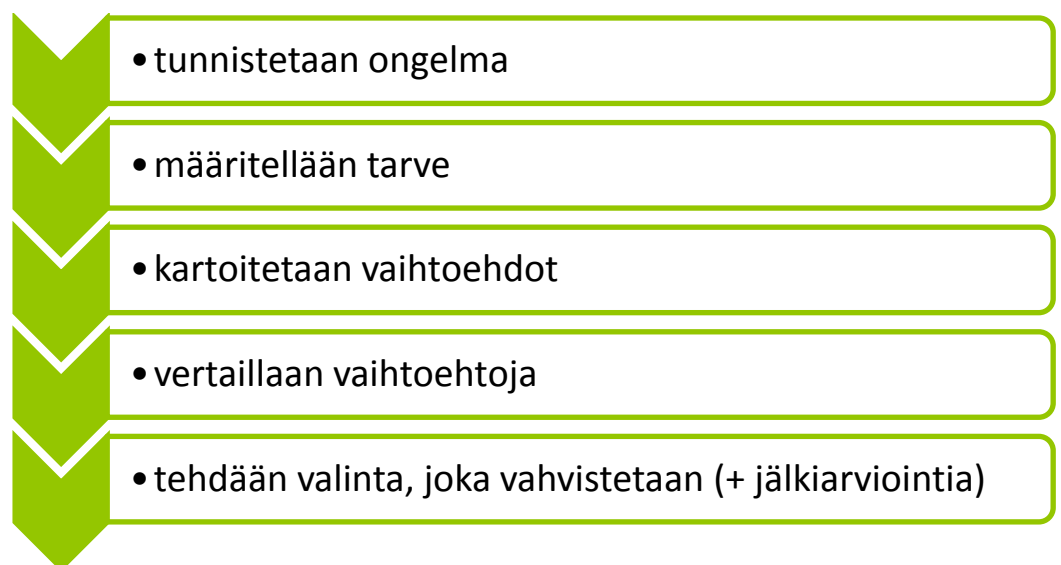 •tunnistetaan ongelma
•määritellään tarve
•kartoitetaan vaihtoehdot
•vertaillaan vaihtoehtoja
•tehdään valinta, joka vahvistetaan (+ jälkiarviointia)